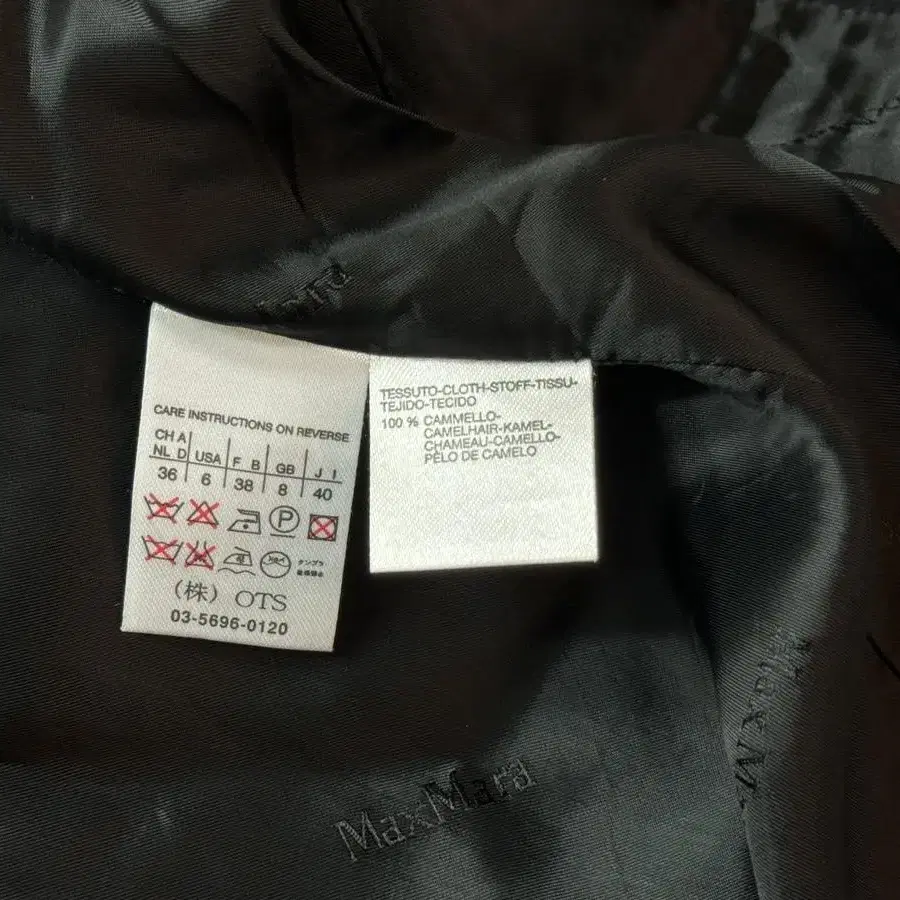 CARE INSTRUCTIONS ON REVERSE
CH A
NL D USA F B GB J I
36 6 38 8 40
P
(株) OTS
03-5696-0120
TESSUTO-CLOTH-STOFF-TISSU-
TEJIDO-TECIDO
100 % CAMMELLO-
CAMELHAIR-KAMEL-
CHAMEAU-CAMELLO-
PÊLO DE CAMELO
MaxMara